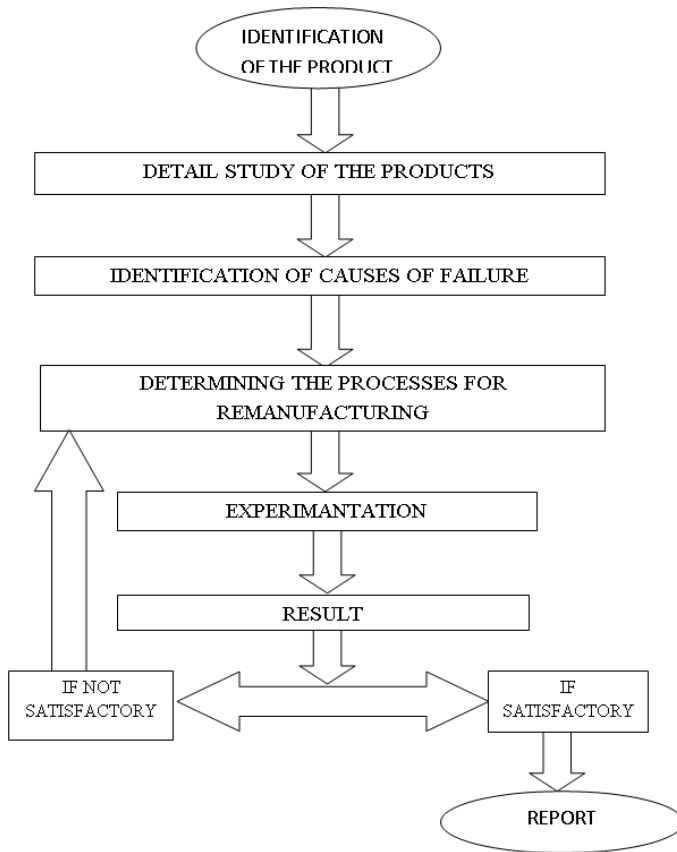 IDENTIFICATION
OF THE PRODUCT
DETAIL STUDY OF THE PRODUCTS
IDENTIFICATION OF CAUSES OF FAILURE
DETERMINING THE PROCESSES FOR
REMANUFACTURING
EXPERIMANTATION
RESULT
IF NOT
SATISFACTORY
IF
SATISFACTORY
REPORT